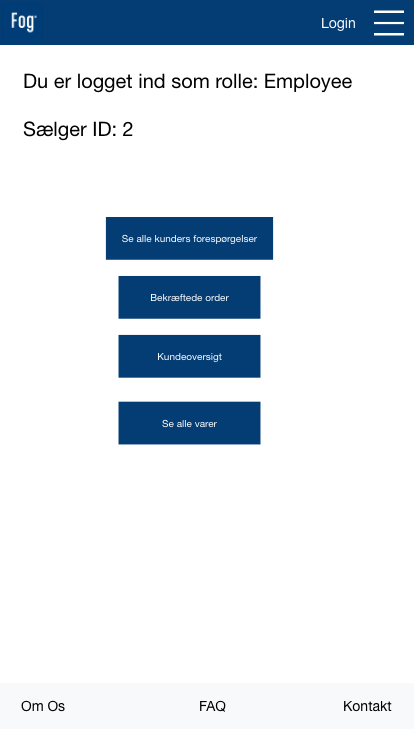 Fog
Login
Du er logget ind som rolle: Employee
Sælger ID: 2
Se alle kunders forespørgelser
Bekræftede order
Kundeoversigt
Se alle varer
Om Os
FAQ
Kontakt